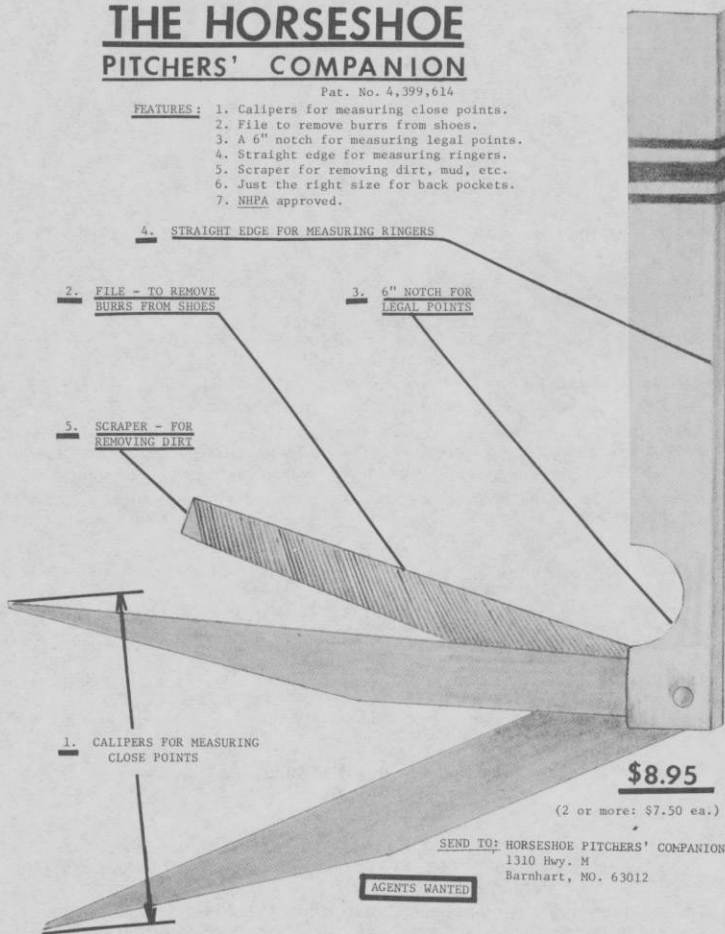 THE HORSESHOE
PITCHERS' COMPANION
Pat. No. 4,399,614
FEATURES: 1. Calipers for measuring close points.
2. File to remove burrs from shoes.
3. A 6" notch for measuring legal points.
4. Straight edge for measuring ringers.
5. Scraper for removing dirt, mud, etc.
6. Just the right size for back pockets.
7. NHPA approved.
4. STRAIGHT EDGE FOR MEASURING RINGERS
2. FILE - TO REMOVE
BURRS FROM SHOES
3. 6" NOTCH FOR
LEGAL POINTS
5. SCRAPER - FOR
REMOVING DIRT
1. CALIPERS FOR MEASURING
CLOSE POINTS
$8.95
(2 or more: $7.50 ea.)
SEND TO: HORSESHOE PITCHERS' COMPANION
1310 Hwy. M
Barnhart, MO. 63012
AGENTS WANTED